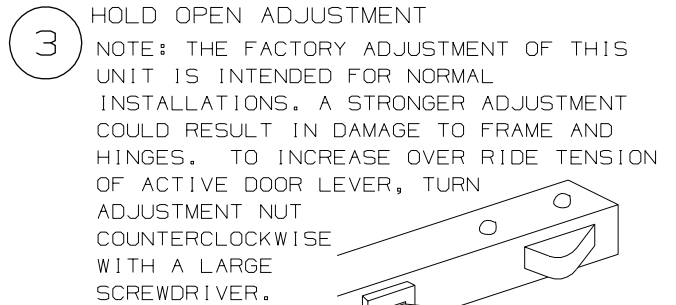 3
HOLD OPEN ADJUSTMENT
NOTE: THE FACTORY ADJUSTMENT OF THIS
UNIT IS INTENDED FOR NORMAL
INSTALLATIONS. A STRONGER ADJUSTMENT
COULD RESULT IN DAMAGE TO FRAME AND
HINGES. TO INCREASE OVER RIDE TENSION
OF ACTIVE DOOR LEVER, TURN
ADJUSTMENT NUT
COUNTERCLOCKWISE
WITH A LARGE
SCREWDRIVER.